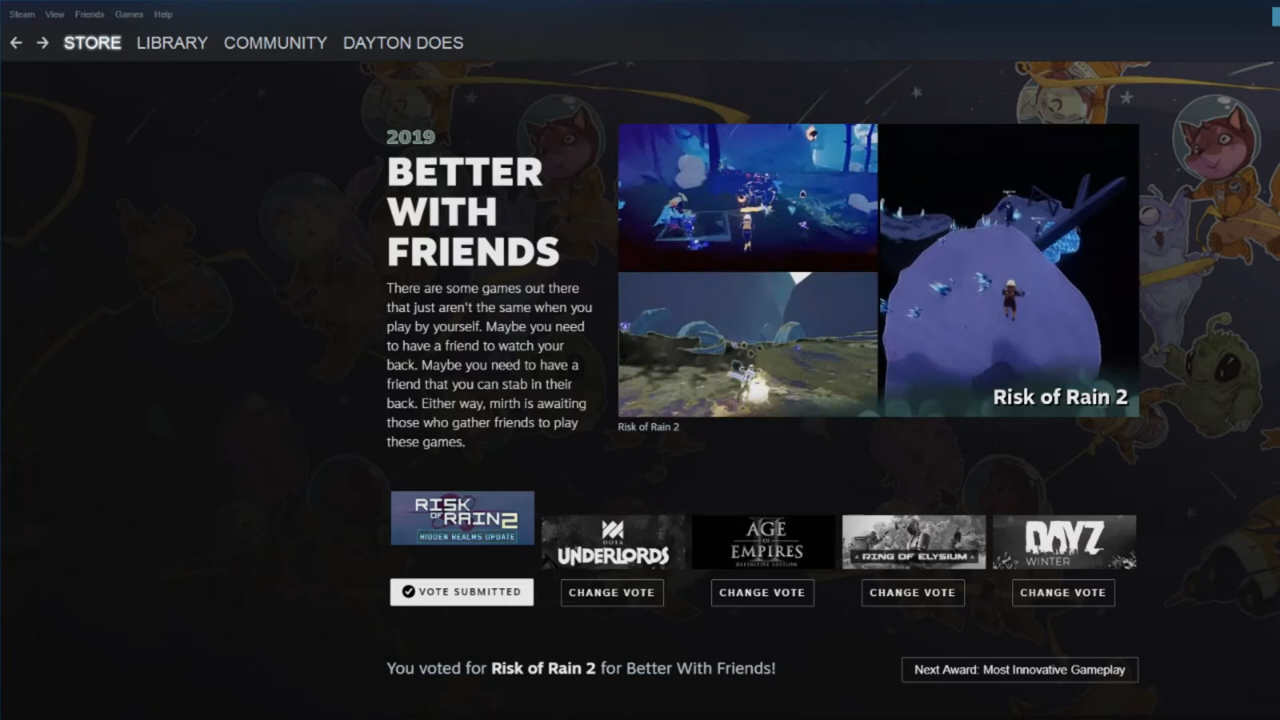 Steam View Friends Games Help
STORE LIBRARY COMMUNITY DAYTON DOES
2019
BETTER
WITH
FRIENDS
There are some games out there
that just aren't the same when you
play by yourself. Maybe you need
to have a friend to watch your
back. Maybe you need to have a
friend that you can stab in their
back. Either way, mirth is awaiting
those who gather friends to play
these games.
Risk of Rain 2
Risk of Rain 2
RISK
OF
RAIN 2
HIDDEN REALMS UPDATE
DOTA
UNDERLORDS
AGE
OF
EMPIRES
II
DEFINITIVE EDITION
RING OF ELYSIUM
DAYZ
WINTER
VOTE SUBMITTED
CHANGE VOTE
CHANGE VOTE
CHANGE VOTE
CHANGE VOTE
You voted for Risk of Rain 2 for Better With Friends!
Next Award: Most Innovative Gameplay